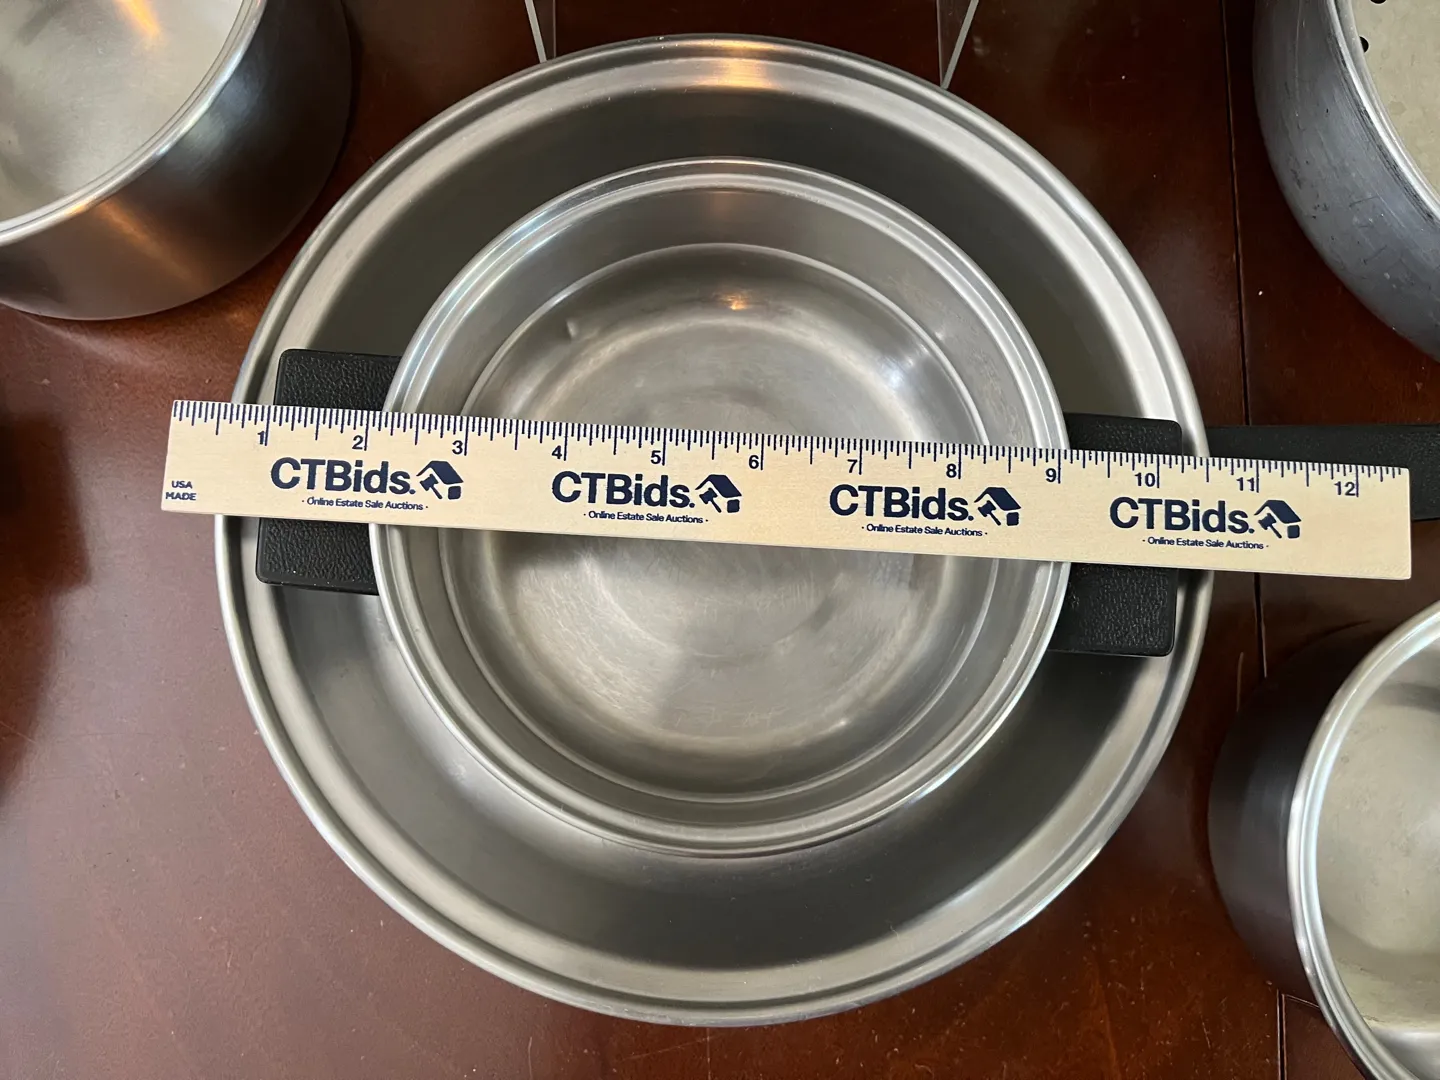 1 2 3 4 5 6 7 8 9 10 11 12
USA
MADE
CTBids.
· Online Estate Sale Auctions ·
CTBids.
· Online Estate Sale Auctions ·
CTBids.
· Online Estate Sale Auctions ·
CTBids.
· Online Estate Sale Auctions ·